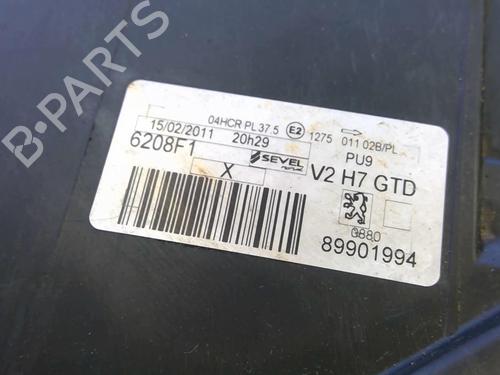 04HCR PL 37.5 E2 1275 011 02B/PL
15/02/2011 20h29 PU9
6208F1 SEVEL V2 H7 GTD
X
0880
89901994
B-PARTS